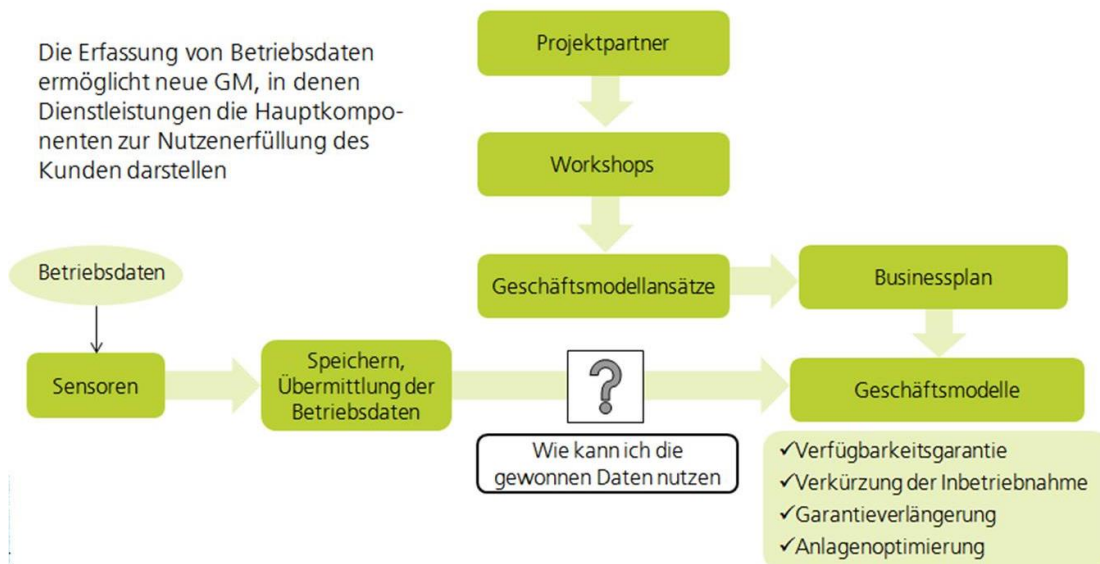 Die Erfassung von Betriebsdaten
ermöglicht neue GM, in denen
Dienstleistungen die Hauptkompo-
nenten zur Nutzenerfüllung des
Kunden darstellen
Projektpartner
Workshops
Geschäftsmodellansätze
Businessplan
Betriebsdaten
Sensoren
Speichern,
Übermittlung der
Betriebsdaten
?
Geschäftsmodelle
Wie kann ich die
gewonnen Daten nutzen
✓Verfügbarkeitsgarantie
✓Verkürzung der Inbetriebnahme
✓Garantieverlängerung
✓Anlagenoptimierung